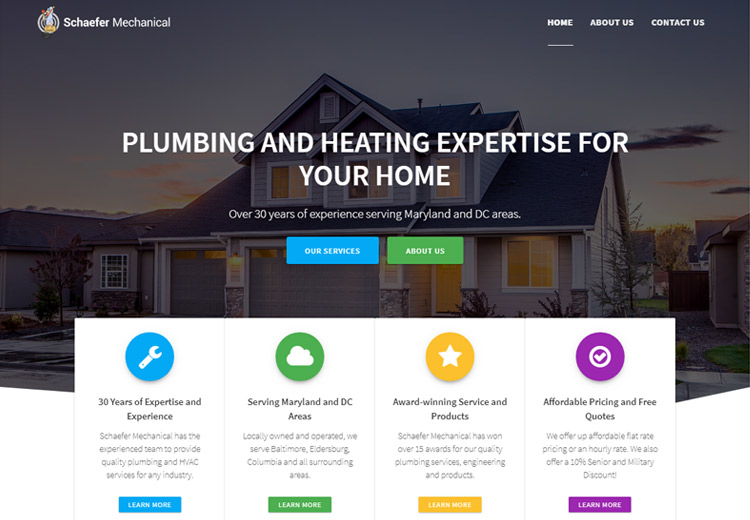 Schaefer Mechanical
HOME ABOUT US CONTACT US
PLUMBING AND HEATING EXPERTISE FOR
YOUR HOME
Over 30 years of experience serving Maryland and DC areas.
OUR SERVICES ABOUT US
30 Years of Expertise and
Experience
Schaefer Mechanical has the
experienced team to provide
quality plumbing and HVAC
services for any industry.
LEARN MORE
Serving Maryland and DC
Areas
Locally owned and operated, we
serve Baltimore, Eldersburg,
Columbia and all surrounding
areas.
LEARN MORE
Award-winning Service and
Products
Schaefer Mechanical has won
over 15 awards for our quality
plumbing services, engineering
and products.
LEARN MORE
Affordable Pricing and Free
Quotes
We offer up affordable flat rate
pricing or an hourly rate. We also
offer a 10% Senior and Military
Discount!
LEARN MORE